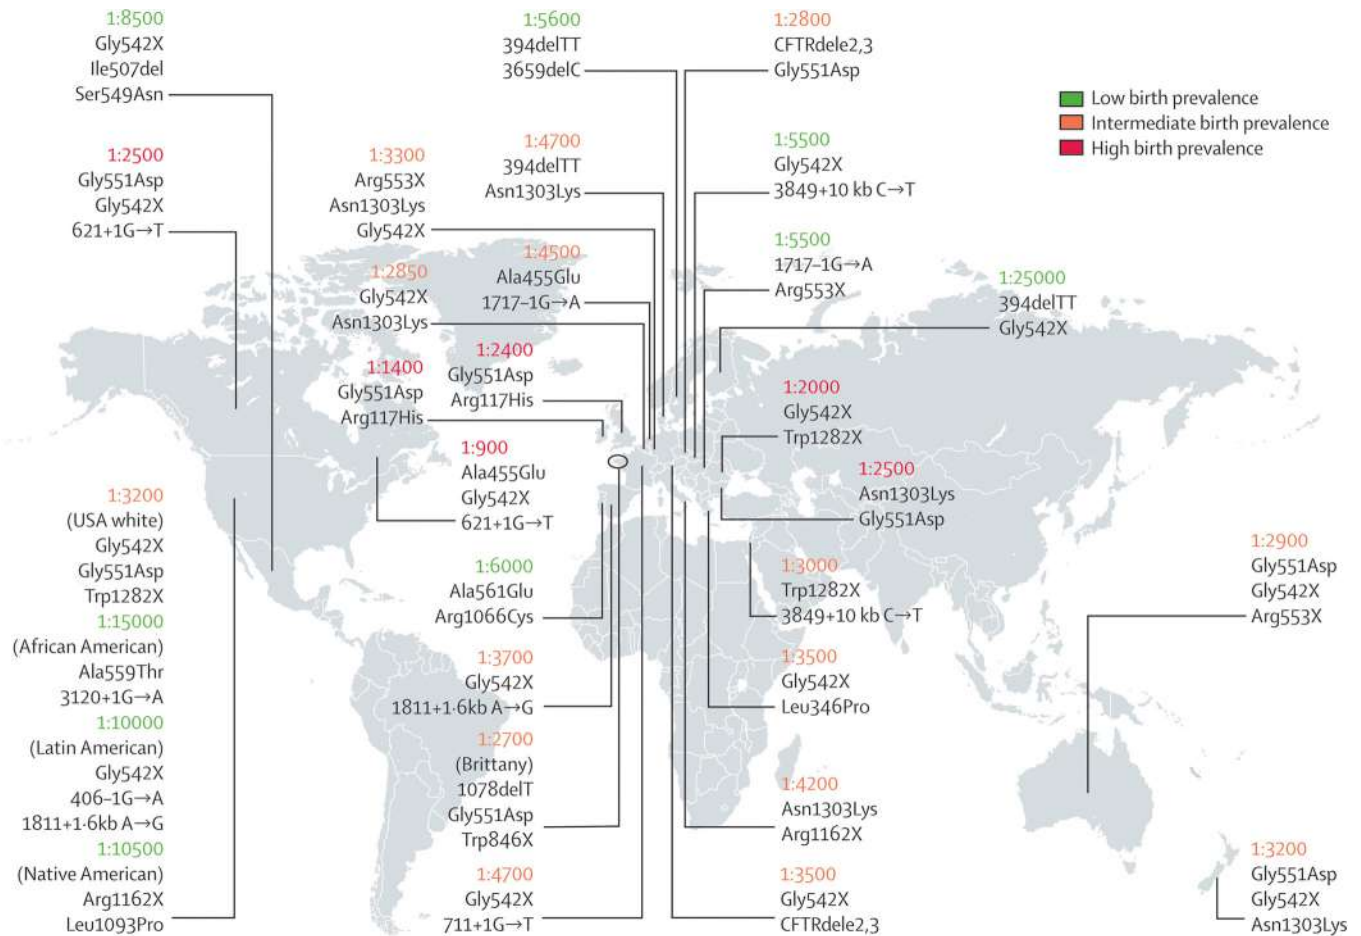 1:8500
Gly542X
Ile507del
Ser549Asn
1:5600
394delTT
3659delC
1:2800
CFTRdele2,3
Gly551Asp
Low birth prevalence
Intermediate birth prevalence
High birth prevalence
1:2500
Gly551Asp
Gly542X
621+1G→T
1:3300
Arg553X
Asn1303Lys
Gly542X
1:4700
394delTT
Asn1303Lys
1:5500
Gly542X
3849+10 kb C→T
1:2850
Gly542X
Asn1303Lys
1:4500
Ala455Glu
1717–1G→A
1:5500
1717–1G→A
Arg553X
1:25000
394delTT
Gly542X
1:1400
Gly551Asp
Arg117His
1:2400
Gly551Asp
Arg117His
1:2000
Gly542X
Trp1282X
1:900
Ala455Glu
Gly542X
621+1G→T
1:2500
Asn1303Lys
Gly551Asp
1:3200
(USA white)
Gly542X
Gly551Asp
Trp1282X
1:15000
(African American)
Ala559Thr
3120+1G→A
1:10000
(Latin American)
Gly542X
406–1G→A
1811+1·6kb A→G
1:10500
(Native American)
Arg1162X
Leu1093Pro
1:6000
Ala561Glu
Arg1066Cys
1:3000
Trp1282X
3849+10 kb C→T
1:2900
Gly551Asp
Gly542X
Arg553X
1:3700
Gly542X
1811+1·6kb A→G
1:3500
Gly542X
Leu346Pro
1:2700
(Brittany)
1078delT
Gly551Asp
Trp846X
1:4200
Asn1303Lys
Arg1162X
1:4700
Gly542X
711+1G→T
1:3500
Gly542X
CFTRdele2,3
1:3200
Gly551Asp
Gly542X
Asn1303Lys